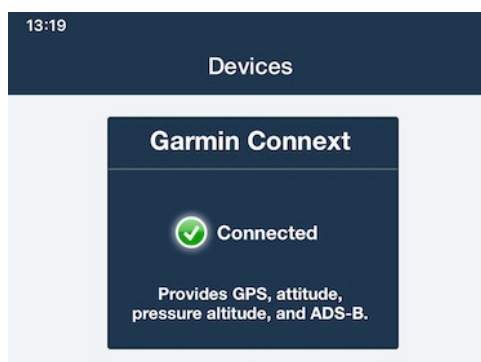 13:19
Devices
Garmin Connext
Connected
Provides GPS, attitude,
pressure altitude, and ADS-B.